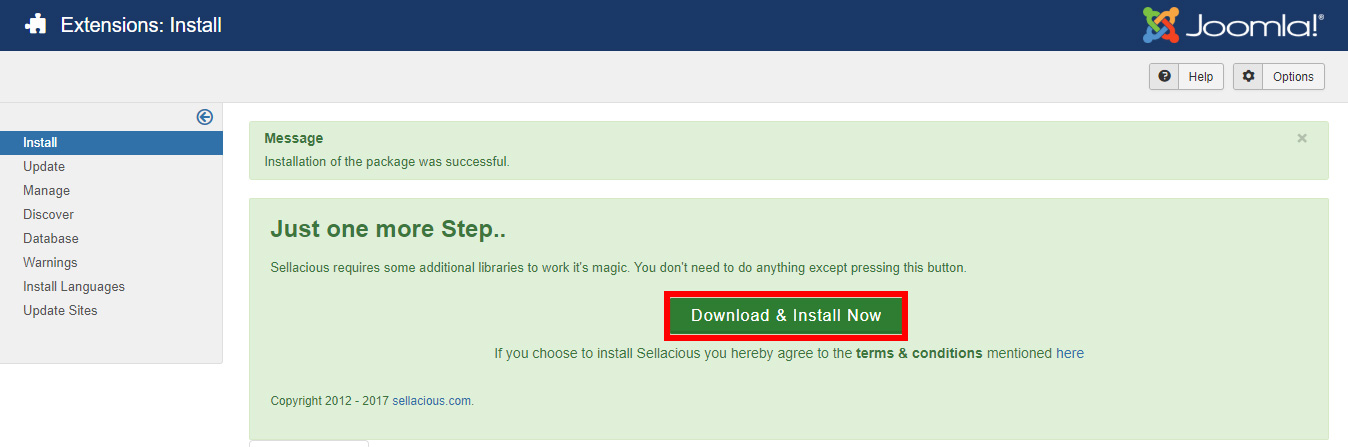 Extensions: Install
Joomla!®
Help
Options
Install
Update
Manage
Discover
Database
Warnings
Install Languages
Update Sites
Message
×
Installation of the package was successful.
Just one more Step..
Sellacious requires some additional libraries to work it's magic. You don't need to do anything except pressing this button.
Download & Install Now
If you choose to install Sellacious you hereby agree to the terms & conditions mentioned here
Copyright 2012 - 2017 sellacious.com.